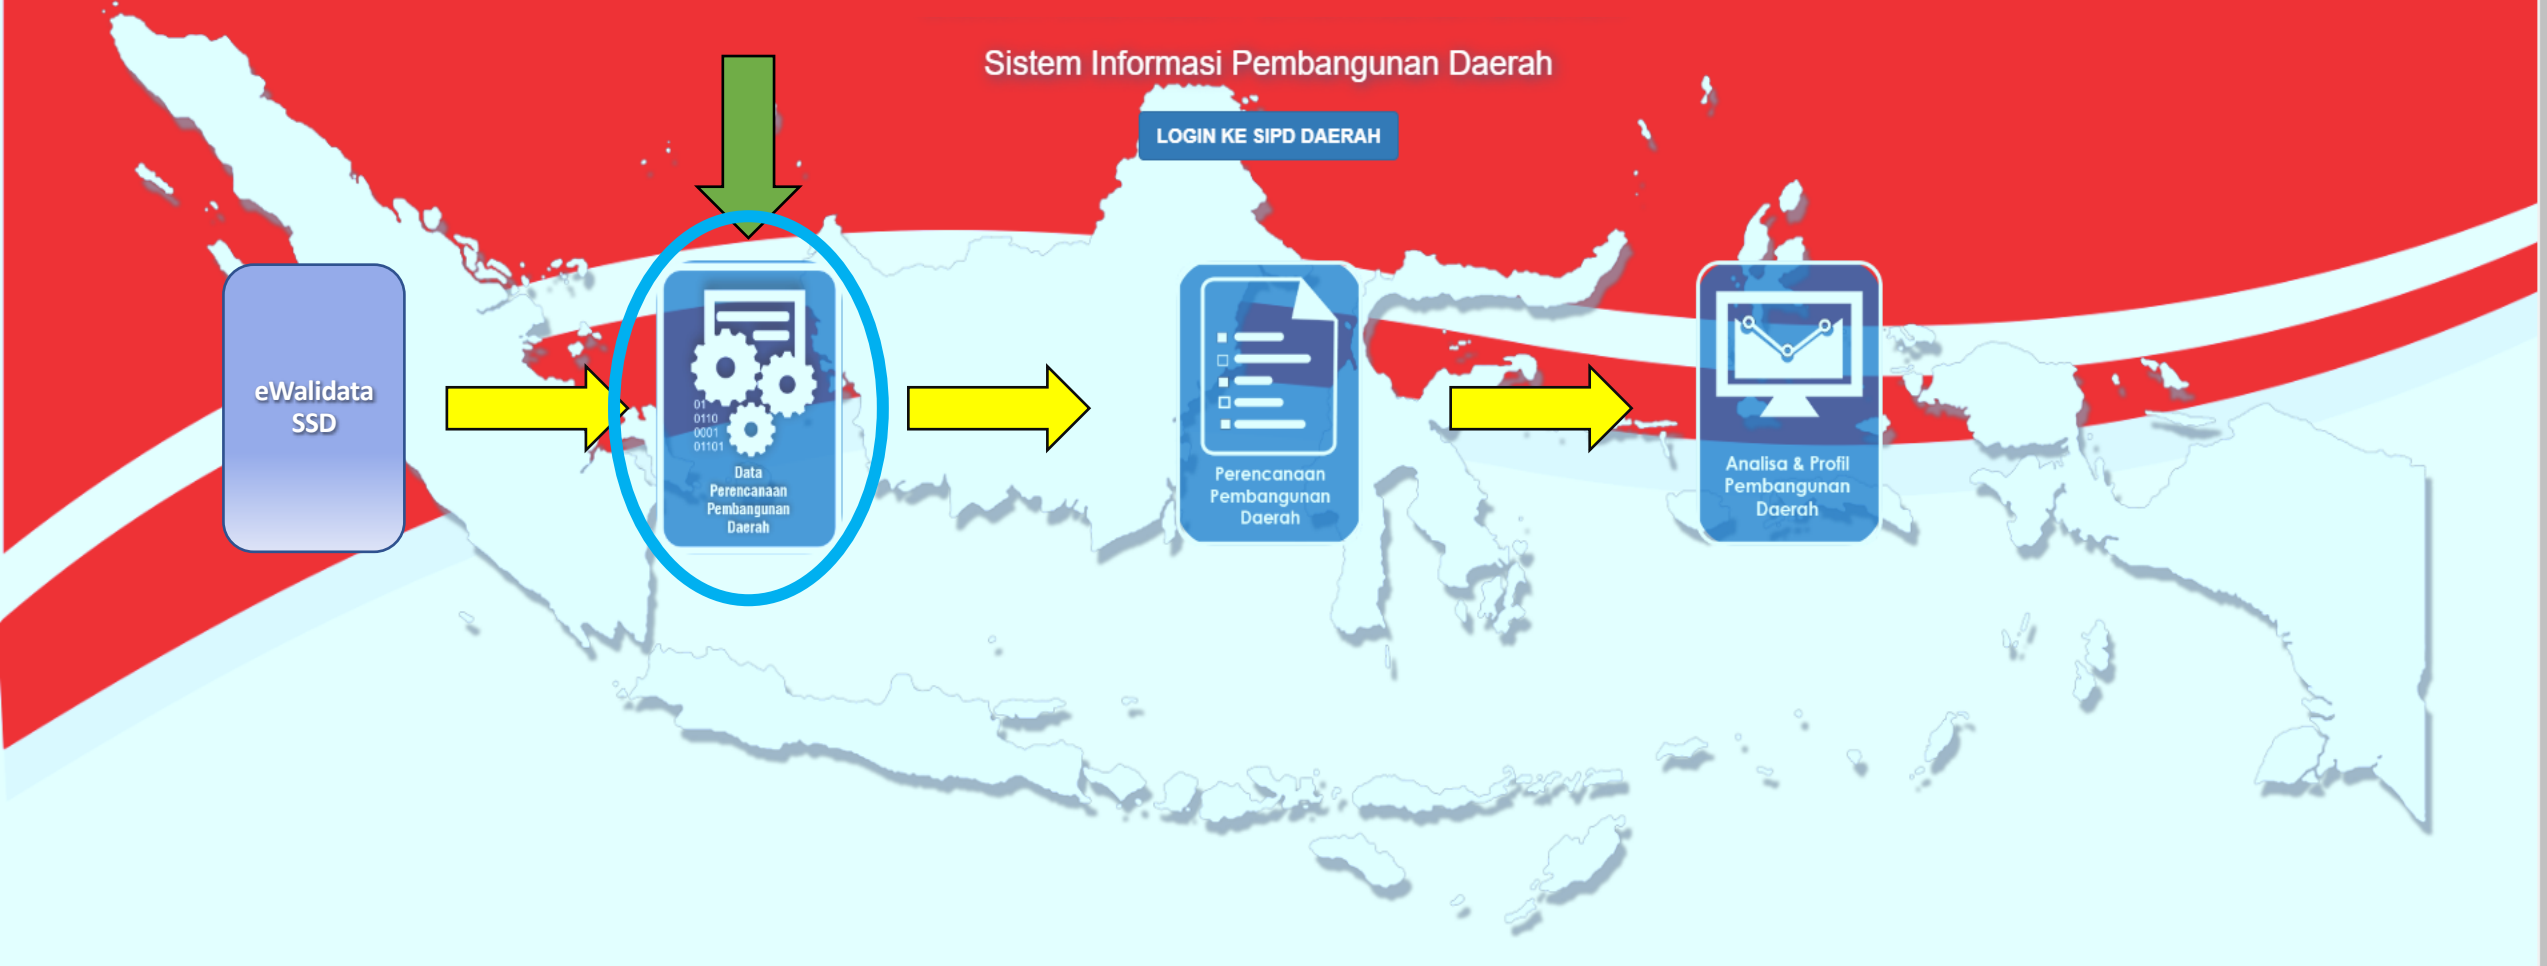 Sistem Informasi Pembangunan Daerah
LOGIN KE SIPD DAERAH
eWalidata
SSD
01
0110
0001
01101
Data
Perencanaan
Pembangunan
Daerah
Perencanaan
Pembangunan
Daerah
Analisa & Profil
Pembangunan
Daerah